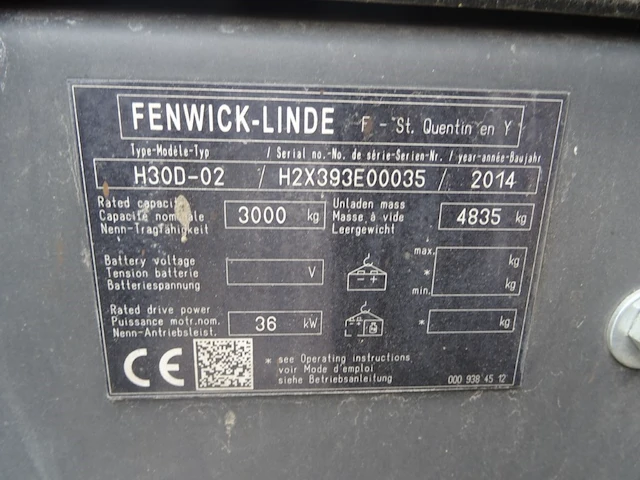 FENWICK-LINDE F - St. Quentin en Y
Type-Modèle-Typ / Serial no.-No. de série-Serien-Nr. / year-année-Baujahr
H30D-02 / H2X393E00035 / 2014
Rated capacity
Capacité nominale
Nenn-Tragfähigkeit
3000 kg
Unladen mass
Masse à vide
Leergewicht
4835 kg
Battery voltage
Tension batterie
Batteriespannung
V
max.
*
min.
kg
kg
Rated drive power
Puissance motr.nom.
Nenn-Antriebsleist.
36 kW
* kg
CE
* see Operating instructions
voir Mode d'emploi
siehe Betriebsanleitung
000 938 45 12